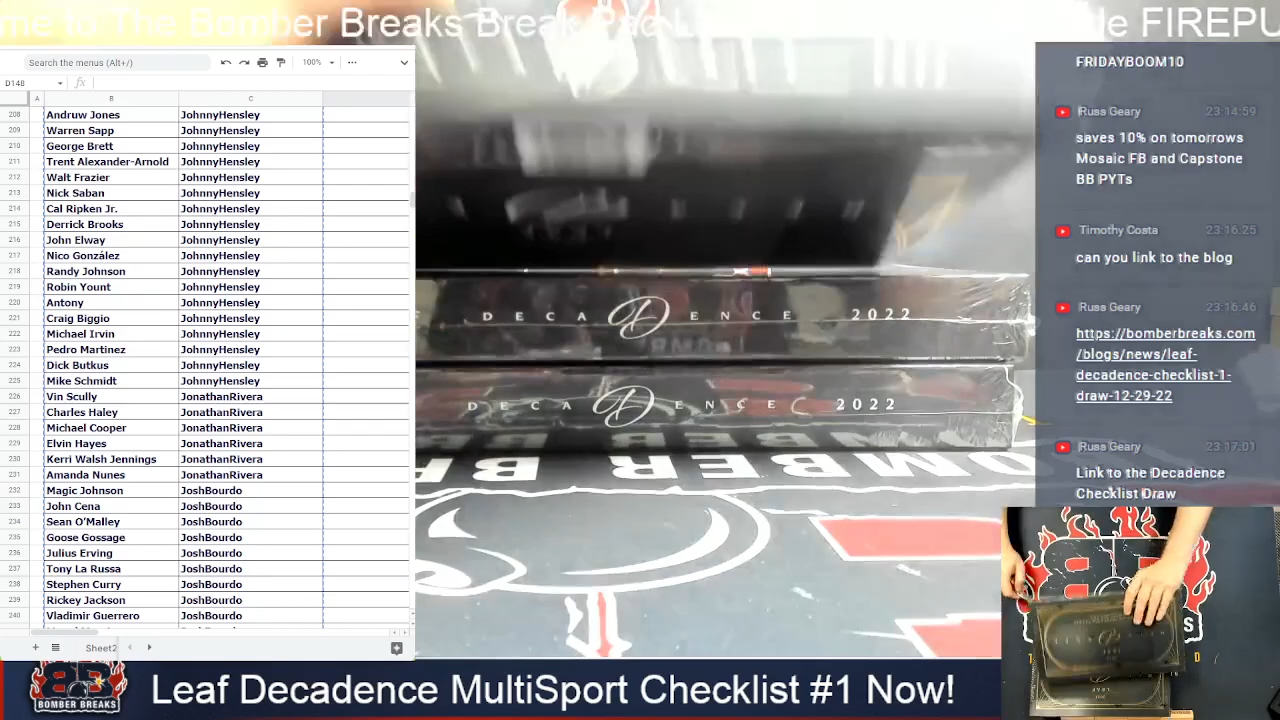 me to The Bomber Breaks Break Pad L
de FIREPU
Search the menus (Alt+/)
100%
D148
fx
A B C
208 Andruw Jones JohnnyHensley
209 Warren Sapp JohnnyHensley
210 George Brett JohnnyHensley
211 Trent Alexander-Arnold JohnnyHensley
212 Walt Frazier JohnnyHensley
213 Nick Saban JohnnyHensley
214 Cal Ripken Jr. JohnnyHensley
215 Derrick Brooks JohnnyHensley
216 John Elway JohnnyHensley
217 Nico González JohnnyHensley
218 Randy Johnson JohnnyHensley
219 Robin Yount JohnnyHensley
220 Antony JohnnyHensley
221 Craig Biggio JohnnyHensley
222 Michael Irvin JohnnyHensley
223 Pedro Martinez JohnnyHensley
224 Dick Butkus JohnnyHensley
225 Mike Schmidt JohnnyHensley
226 Vin Scully JonathanRivera
227 Charles Haley JonathanRivera
228 Michael Cooper JonathanRivera
229 Elvin Hayes JonathanRivera
230 Kerri Walsh Jennings JonathanRivera
231 Amanda Nunes JonathanRivera
232 Magic Johnson JoshBourdo
233 John Cena JoshBourdo
234 Sean O'Malley JoshBourdo
235 Goose Gossage JoshBourdo
236 Julius Erving JoshBourdo
237 Tony La Russa JoshBourdo
238 Stephen Curry JoshBourdo
239 Rickey Jackson JoshBourdo
240 Vladimir Guerrero JoshBourdo
Sheet2
DECADENCE 2022
DECADENCE 2022
BOMBER
FRIDAYBOOM10
Russ Geary 23:14:59
saves 10% on tomorrows
Mosaic FB and Capstone
BB PYTs
Timothy Costa 23:16:25
can you link to the blog
Russ Geary 23:16:46
https://bomberbreaks.com
/blogs/news/leaf-
decadence-checklist-1-
draw-12-29-22
Russ Geary 23:17:01
Link to the Decadence
Checklist Draw
BB
BOMBER BREAKS
Leaf Decadence MultiSport Checklist #1 Now!